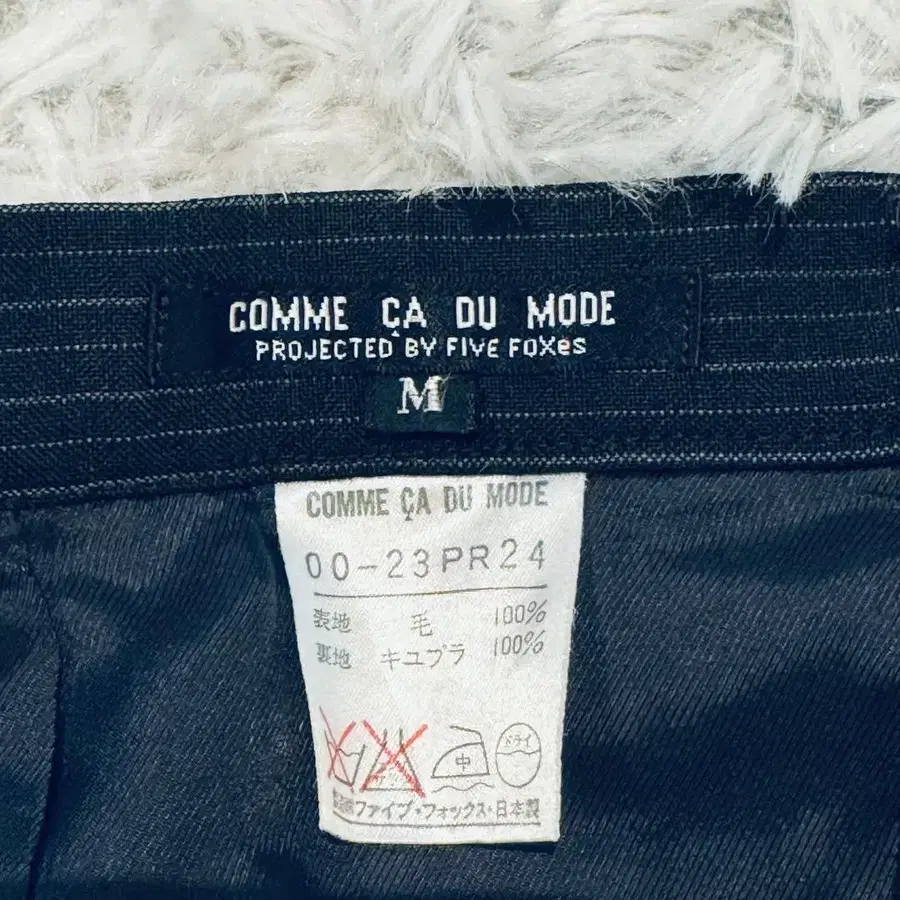 COMME ÇA DU MODE
PROJECTED BY FIVE FOXes
M
COMME ÇA DU MODE
00-23PR24
表地 毛 100%
裏地 キユプラ 100%
中 ドライ
ファイブ・フォックス・日本製